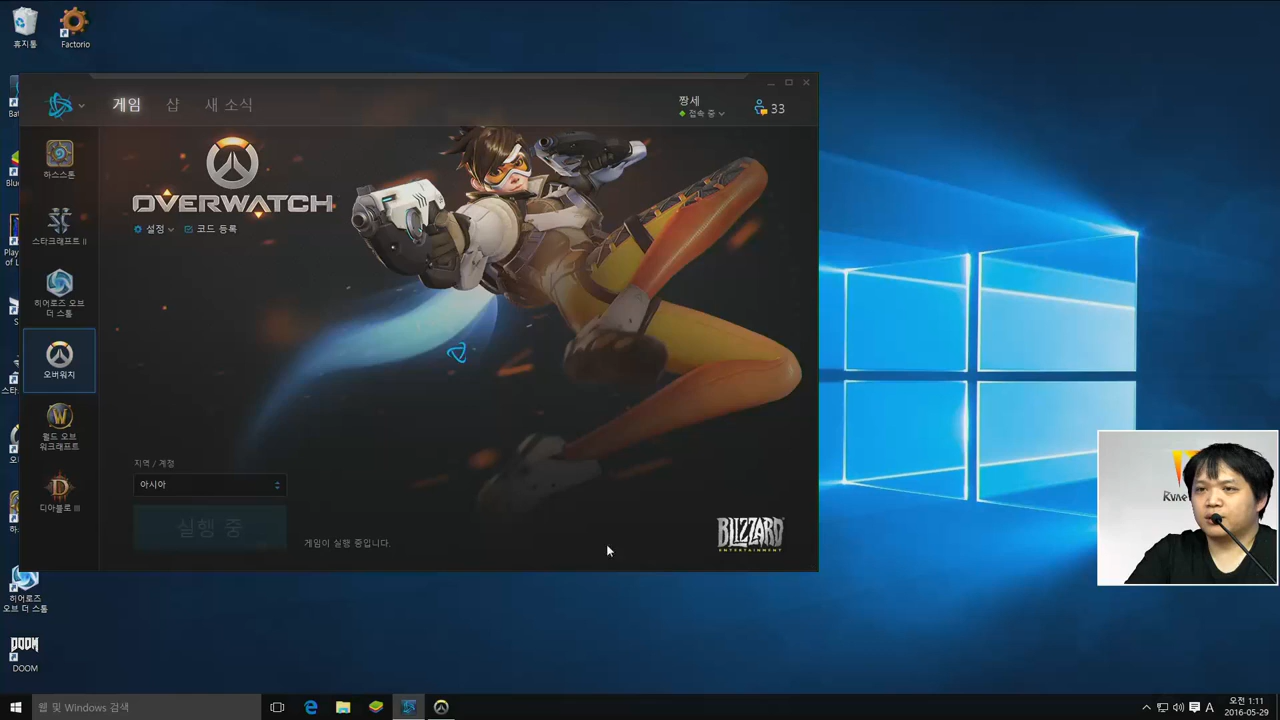 휴지통
Factorio
게임
샵
새 소식
짱세
접속 중
33
하스스톤
OVERWATCH
설정
코드 등록
스타크래프트 II
히어로즈 오브
더 스톰
오버워치
월드 오브
워크래프트
디아블로 III
지역 / 계정
아시아
실행 중
게임이 실행 중입니다.
BLIZZARD
ENTERTAINMENT
히어로즈
오브 더 스톰
DOOM
DOOM
웹 및 Windows 검색
A
오전 1:11
2016-05-29